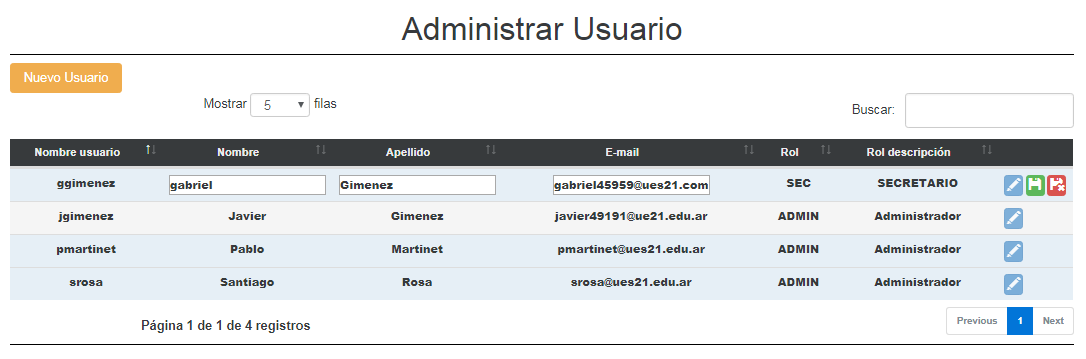 Administrar Usuario
Nuevo Usuario
Mostrar 5 filas
Buscar:
Nombre usuario Nombre Apellido E-mail Rol Rol descripción
ggimenez gabriel Gimenez gabriel45959@ues21.com SEC SECRETARIO
jgimenez Javier Gimenez javier49191@ue21.edu.ar ADMIN Administrador
pmartinet Pablo Martinet pmartinet@ues21.edu.ar ADMIN Administrador
srosa Santiago Rosa srosa@ues21.edu.ar ADMIN Administrador
Página 1 de 1 de 4 registros
Previous 1 Next